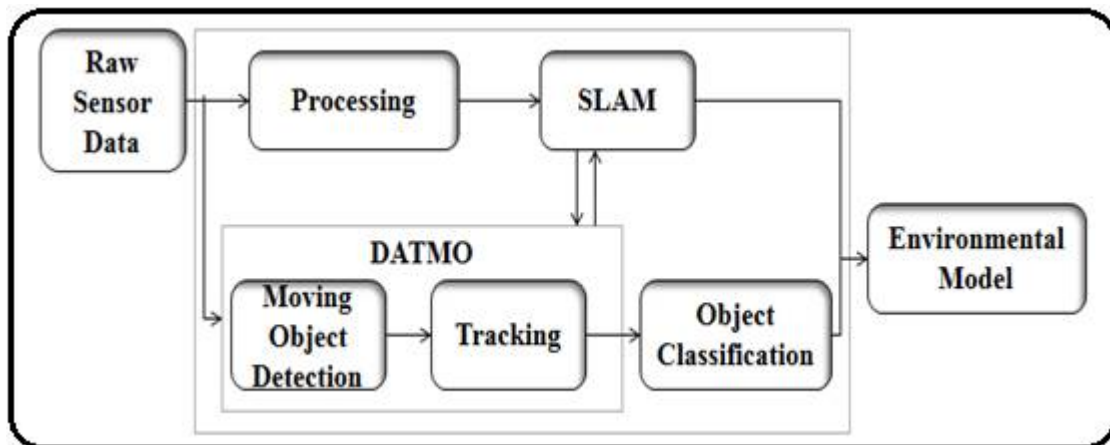 Raw
Sensor
Data
Processing
SLAM
DATMO
Moving
Object
Detection
Tracking
Object
Classification
Environmental
Model